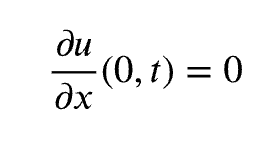 ∂u/∂x (0, t) = 0